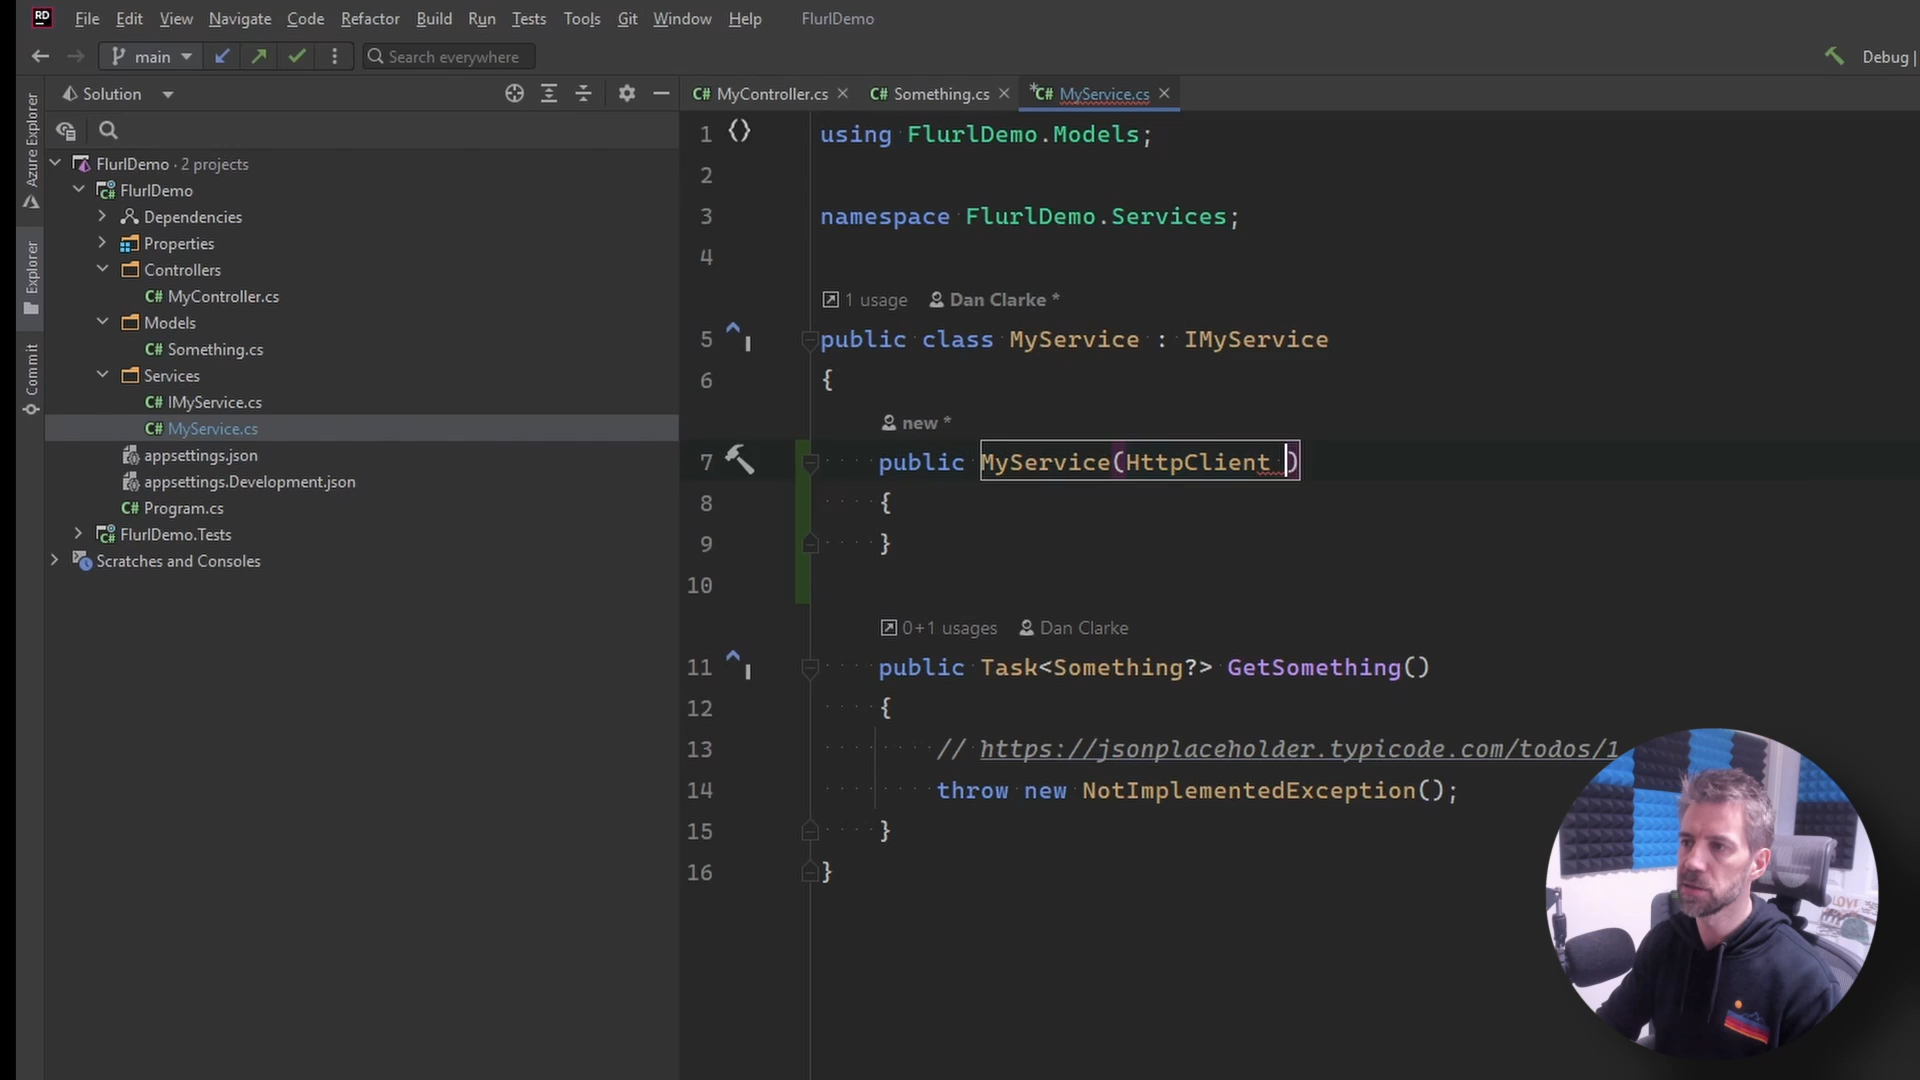 RD File Edit View Navigate Code Refactor Build Run Tests Tools Git Window Help FlurlDemo
main Search everywhere Debug
Solution
MyController.cs Something.cs *C# MyService.cs
Azure Explorer
Explorer
Commit
FlurlDemo · 2 projects
FlurlDemo
Dependencies
Properties
Controllers
C# MyController.cs
Models
C# Something.cs
Services
C# IMyService.cs
C# MyService.cs
appsettings.json
appsettings.Development.json
C# Program.cs
FlurlDemo.Tests
Scratches and Consoles
1 using FlurlDemo.Models;
2
3 namespace FlurlDemo.Services;
4
1 usage Dan Clarke *
5 public class MyService : IMyService
6 {
new *
7 public MyService(HttpClient )
8 {
9 }
10
0+1 usages Dan Clarke
11 public Task<Something?> GetSomething()
12 {
13 // https://jsonplaceholder.typicode.com/todos/1
14 throw new NotImplementedException();
15 }
16 }